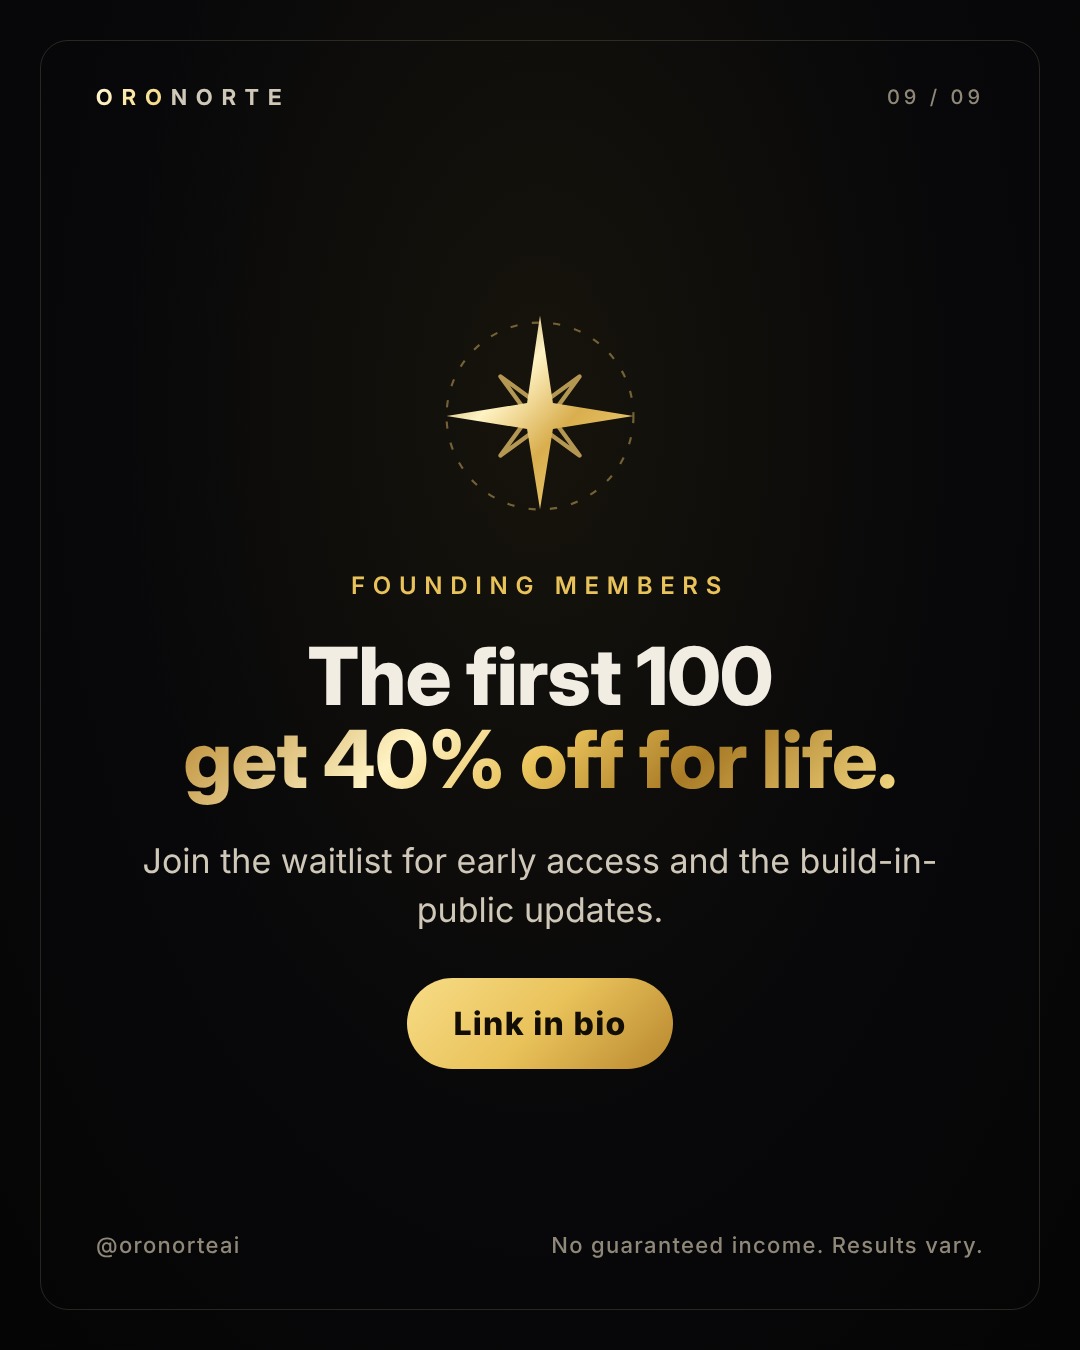 ORONORTE
09 / 09
FOUNDING MEMBERS
The first 100
get 40% off for life.
Join the waitlist for early access and the build-in-
public updates.
Link in bio
@oronorteai
No guaranteed income. Results vary.